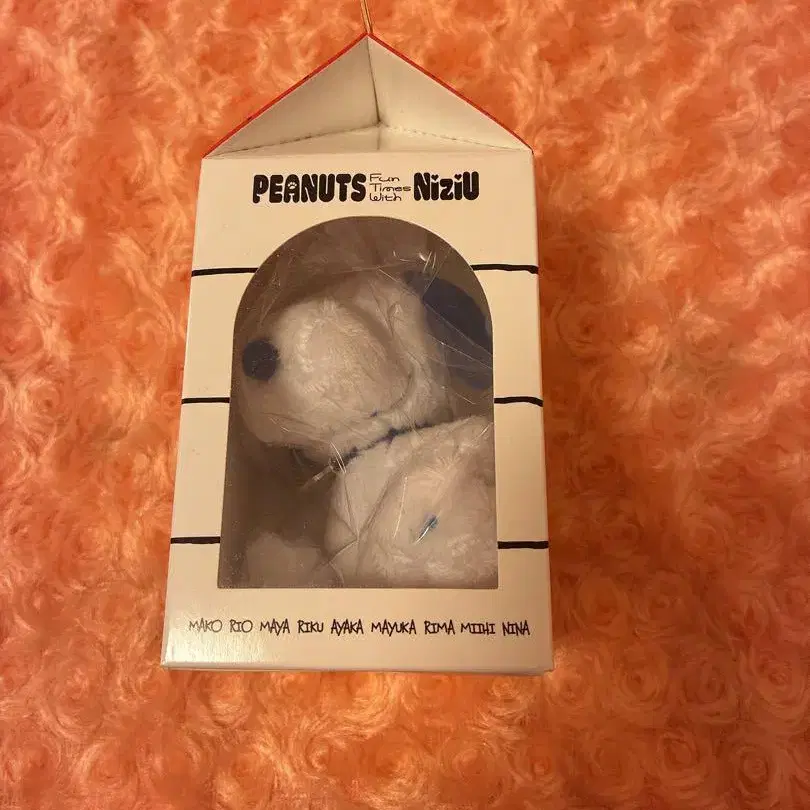 PEANUTS Fun Times With NiziU
MAKO RIO MAYA RIKU AYAKA MAYUKA RIMA MIIHI NINA